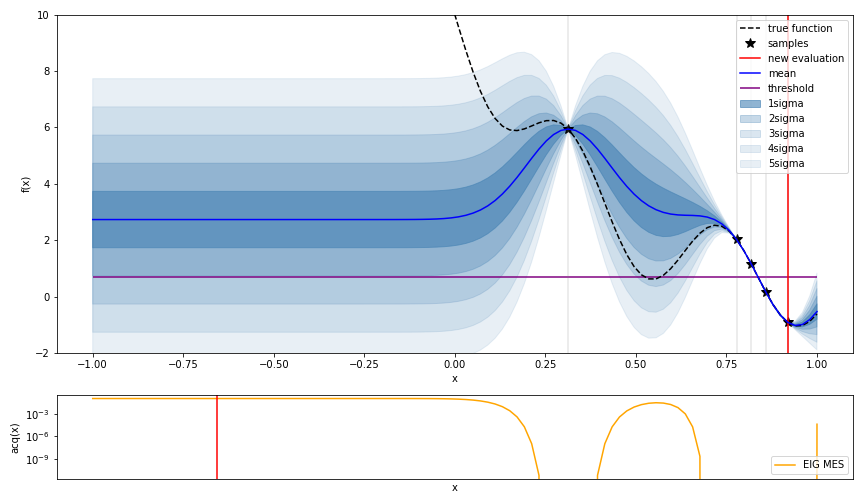 10
8
6
4
2
0
−2
f(x)
true function
samples
new evaluation
mean
threshold
1sigma
2sigma
3sigma
4sigma
5sigma
−1.00 −0.75 −0.50 −0.25 0.00 0.25 0.50 0.75 1.00
x
10⁻³
10⁻⁶
10⁻⁹
acq(x)
EIG MES
x